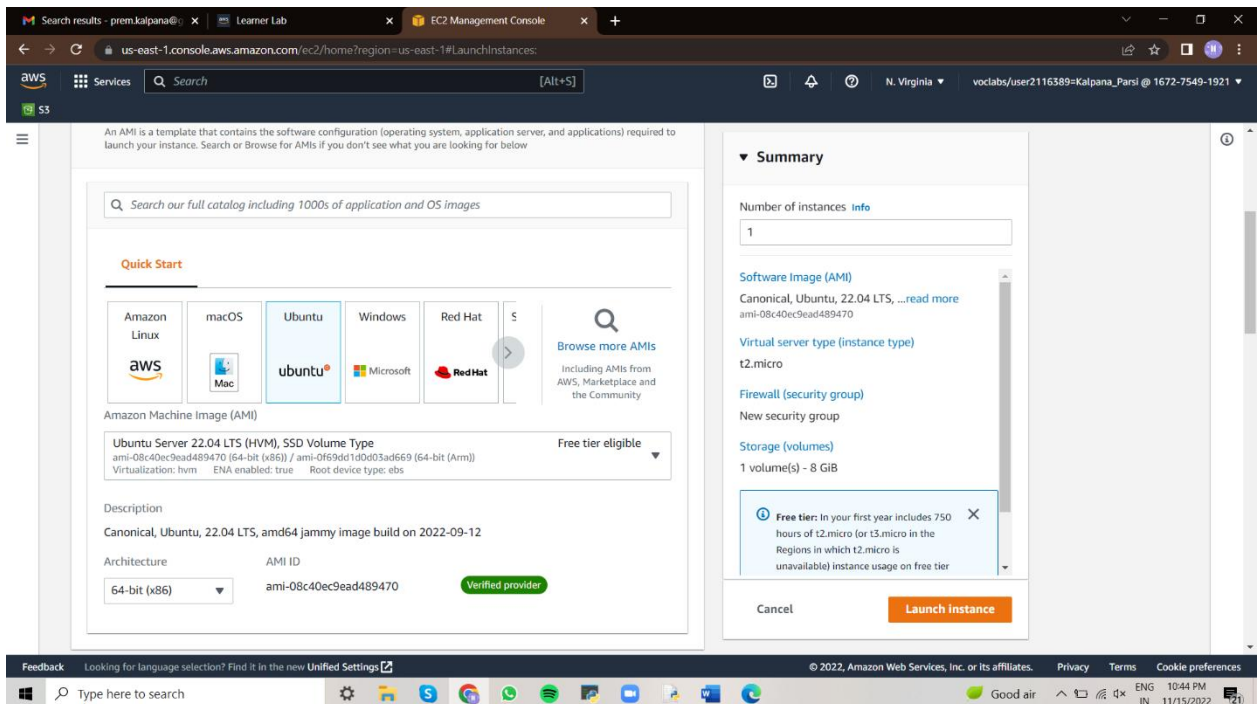 Search results - prem.kalpana@g
Learner Lab
EC2 Management Console
us-east-1.console.aws.amazon.com/ec2/home?region=us-east-1#LaunchInstances:
aws
Services
Search
[Alt+S]
N. Virginia
voclabs/user2116389=Kalpana_Parsi @ 1672-7549-1921
S3
An AMI is a template that contains the software configuration (operating system, application server, and applications) required to
launch your instance. Search or Browse for AMIs if you don't see what you are looking for below
Search our full catalog including 1000s of application and OS images
Quick Start
Amazon
Linux
aws
macOS
Mac
Ubuntu
ubuntu
Windows
Microsoft
Red Hat
Red Hat
S
Browse more AMIs
Including AMIs from
AWS, Marketplace and
the Community
Amazon Machine Image (AMI)
Ubuntu Server 22.04 LTS (HVM), SSD Volume Type
Free tier eligible
ami-08c40ec9ead489470 (64-bit (x86)) / ami-0f69dd1d0d03ad669 (64-bit (Arm))
Virtualization: hvm ENA enabled: true Root device type: ebs
Description
Canonical, Ubuntu, 22.04 LTS, amd64 jammy image build on 2022-09-12
Architecture
AMI ID
64-bit (x86)
ami-08c40ec9ead489470
Verified provider
Summary
Number of instances Info
1
Software Image (AMI)
Canonical, Ubuntu, 22.04 LTS, ...read more
ami-08c40ec9ead489470
Virtual server type (instance type)
t2.micro
Firewall (security group)
New security group
Storage (volumes)
1 volume(s) - 8 GiB
Free tier: In your first year includes 750
hours of t2.micro (or t3.micro in the
Regions in which t2.micro is
unavailable) instance usage on free tier
Cancel
Launch instance
Feedback
Looking for language selection? Find it in the new Unified Settings
© 2022, Amazon Web Services, Inc. or its affiliates.
Privacy
Terms
Cookie preferences
Type here to search
Good air
ENG
IN
10:44 PM
11/15/2022
21